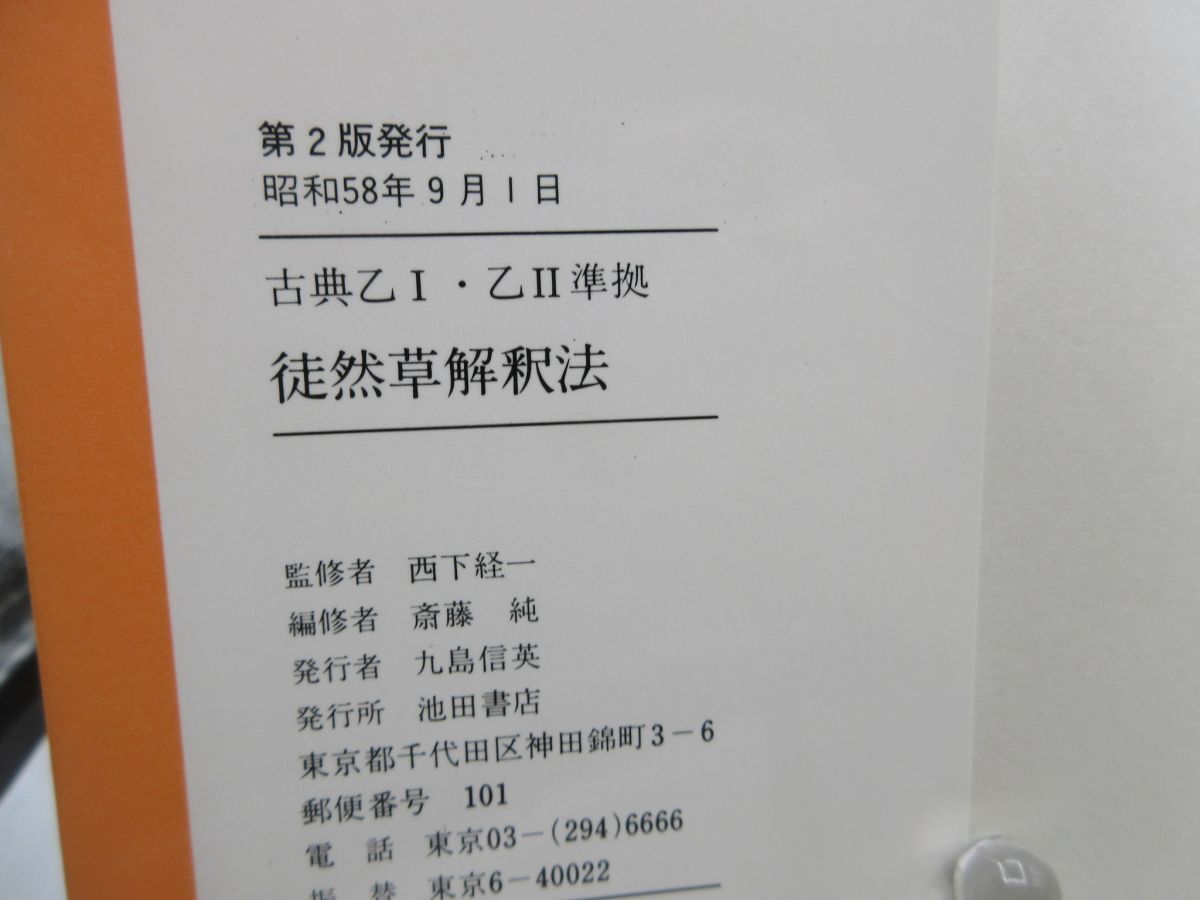 第2版発行
昭和58年9月1日
古典乙Ⅰ・乙Ⅱ準拠
徒然草解釈法
監修者 西下経一
編修者 斎藤 純
発行者 九島信英
発行所 池田書店
東京都千代田区神田錦町3-6
郵便番号 101
電 話 東京03-(294)6666
振 替 東京6-40022